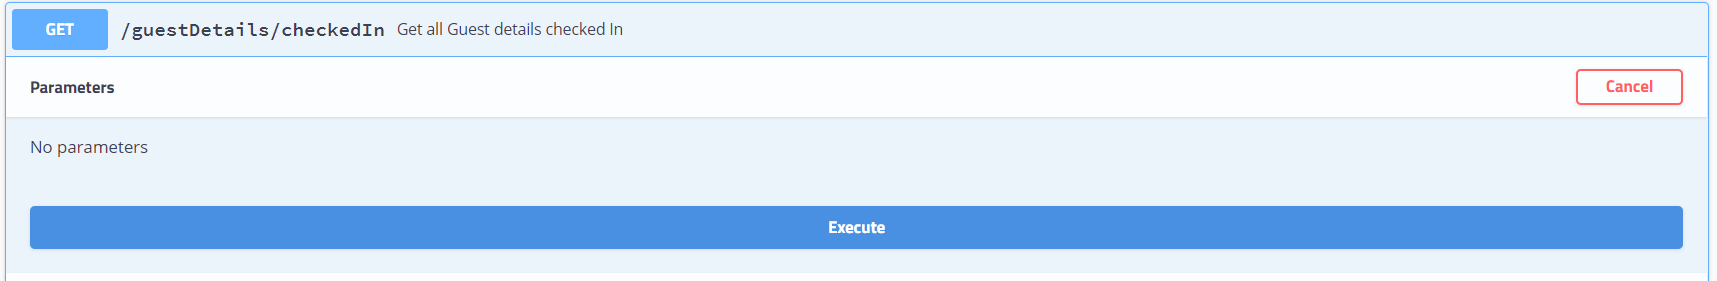 GET /guestDetails/checkedIn Get all Guest details checked In
Parameters Cancel
No parameters
Execute